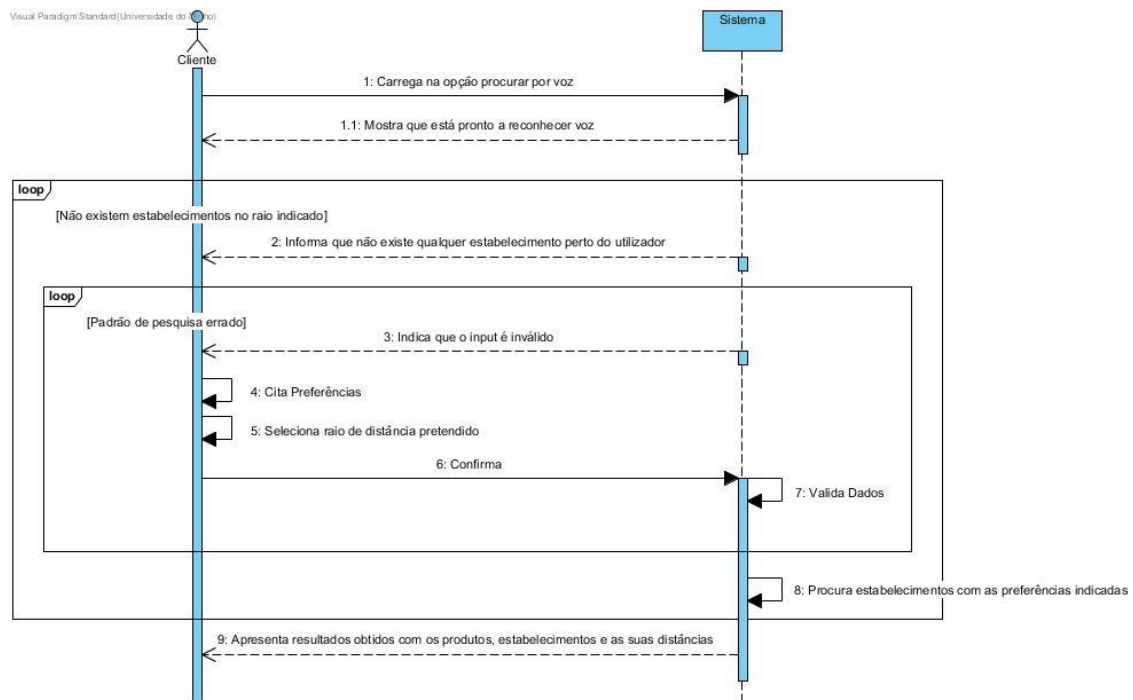 Visual Paradigm Standard(Universidade do
Sistema
Cliente
1: Carrega na opção procurar por voz
1.1: Mostra que está pronto a reconhecer voz
loop
[Não existem estabelecimentos no raio indicado]
2: Informa que não existe qualquer estabelecimento perto do utilizador
loop
[Padrão de pesquisa errado]
3: Indica que o input é inválido
4: Cita Preferências
5: Seleciona raio de distância pretendido
6: Confirma
7: Valida Dados
8: Procura estabelecimentos com as preferências indicadas
9: Apresenta resultados obtidos com os produtos, estabelecimentos e as suas distâncias